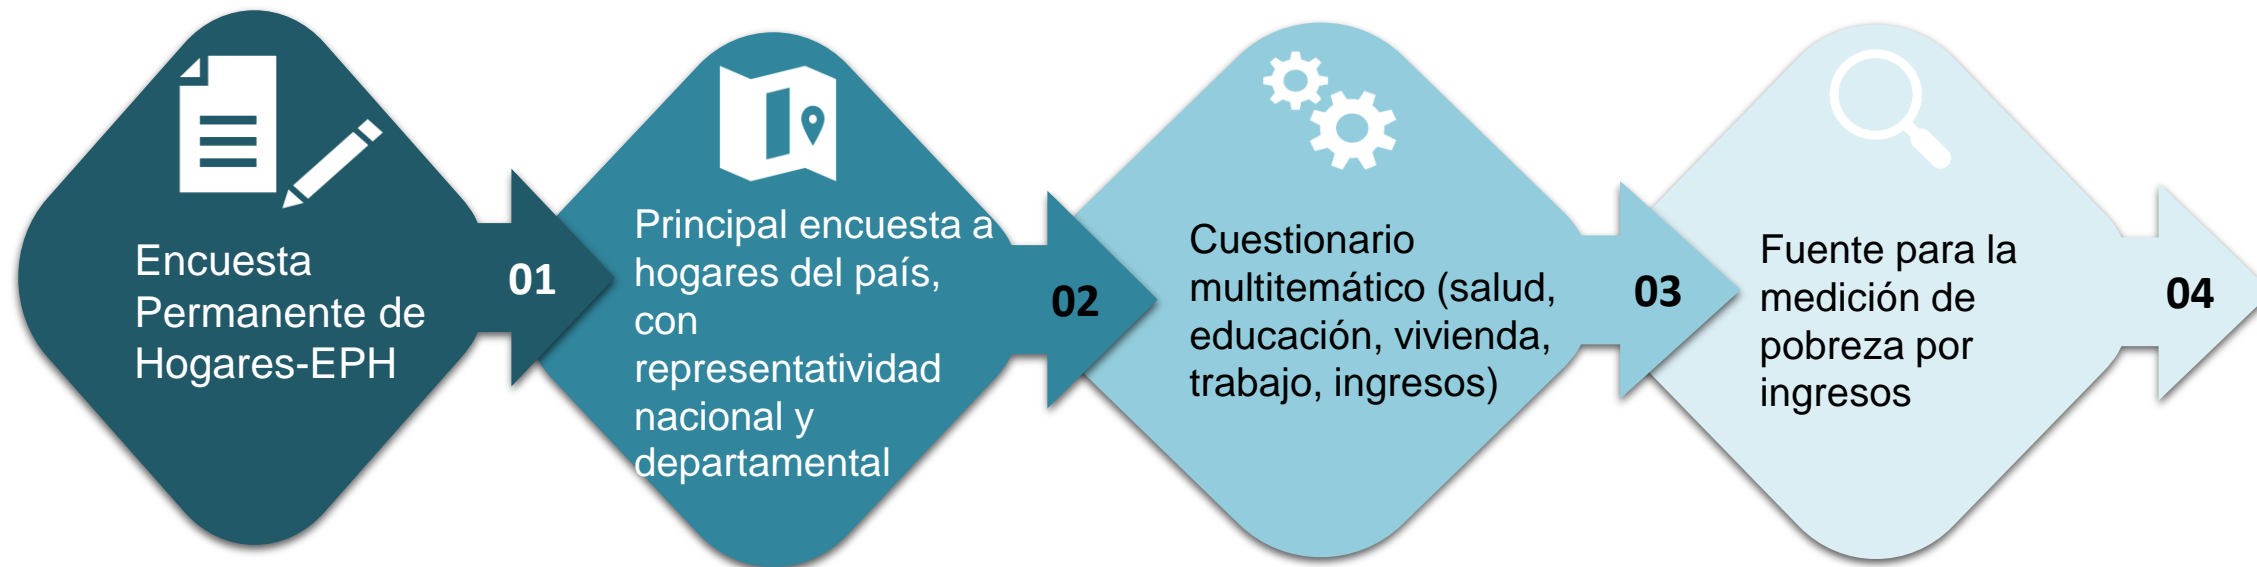 Encuesta
Permanente de
Hogares-EPH
01
Principal encuesta a
hogares del país,
con
representatividad
nacional y
departamental
02
Cuestionario
multitemático (salud,
educación, vivienda,
trabajo, ingresos)
03
Fuente para la
medición de
pobreza por
ingresos
04